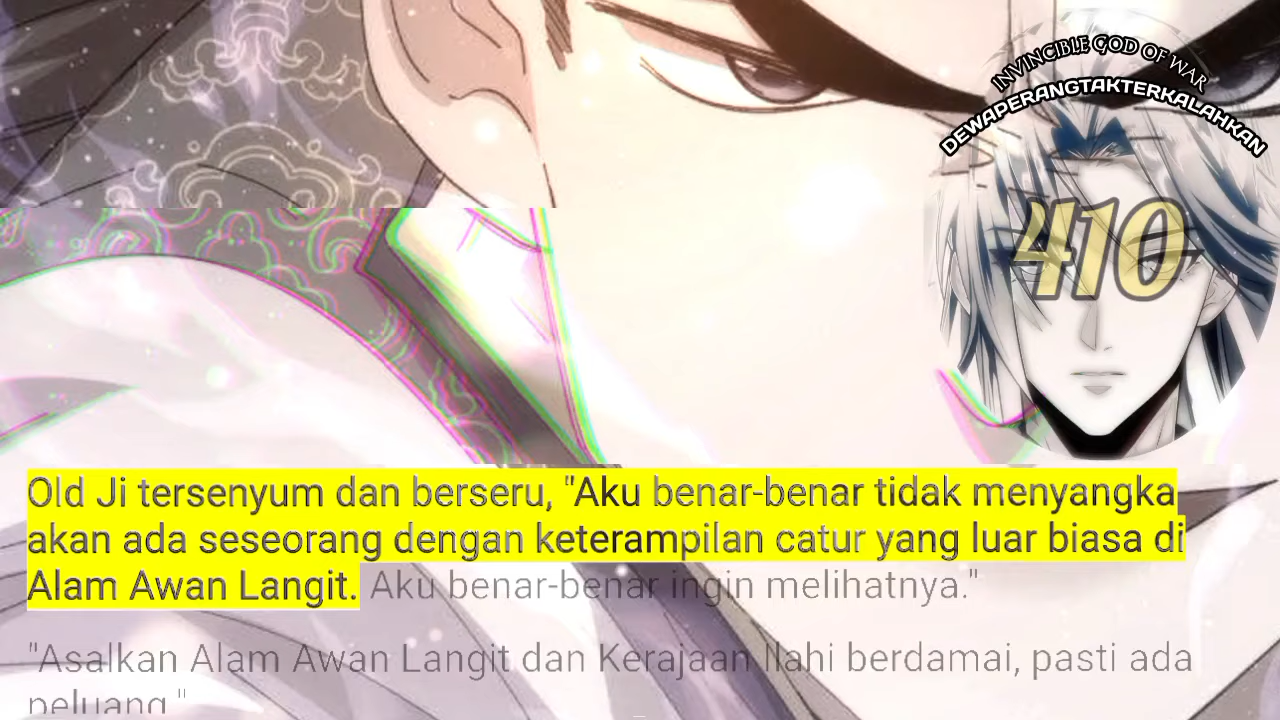 INVINCIBLE GOD OF WAR
DEWAPERANGTAKTERKALAHKAN
410
Old Ji tersenyum dan berseru, "Aku benar-benar tidak menyangka
akan ada seseorang dengan keterampilan catur yang luar biasa di
Alam Awan Langit. Aku benar-benar ingin melihatnya."
"Asalkan Alam Awan Langit dan Kerajaan Ilahi berdamai, pasti ada
peluang."